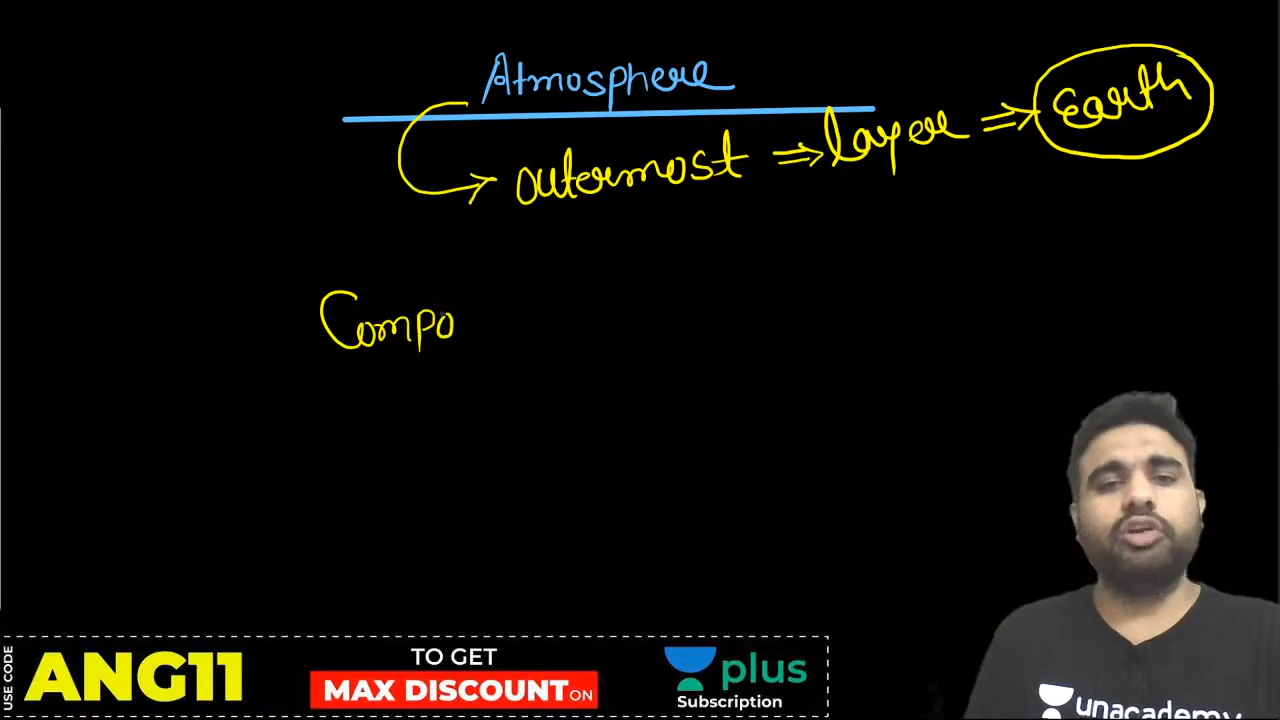 Atmosphere
outermost ⇒ layer ⇒ Earth
Compo
USE CODE
ANG11
TO GET
MAX DISCOUNT ON
plus
Subscription
unacademy